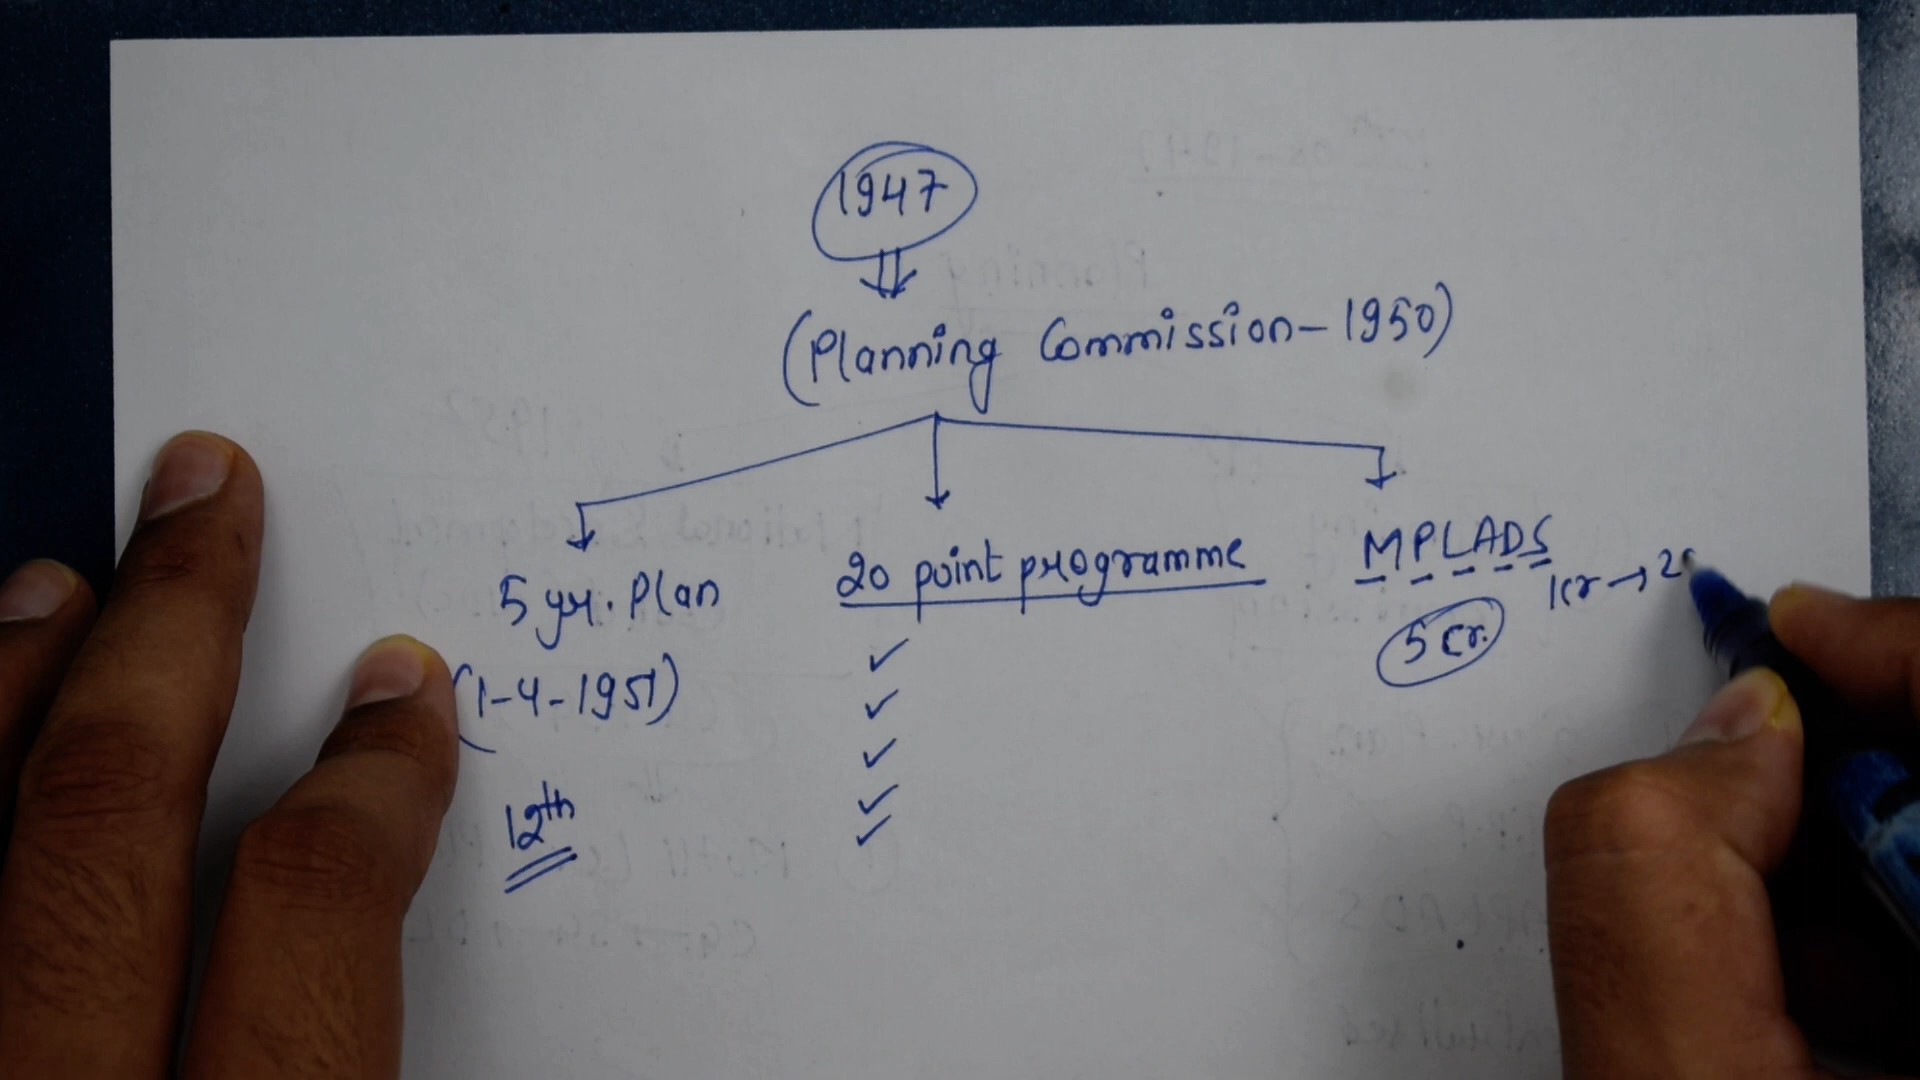 1947
(Planning Commission - 1950)
5 yr. Plan
(1-4-1951)
12th
20 point programme
MPLADS
5 Cr.
1cr → 2